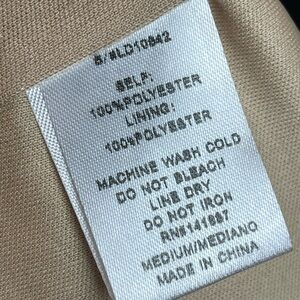 S/#LD10842
SELF:
100%POLYESTER
LINING:
100%POLYESTER
MACHINE WASH COLD
DO NOT BLEACH
LINE DRY
DO NOT IRON
RN#141987
MEDIUM/MEDIANO
MADE IN CHINA